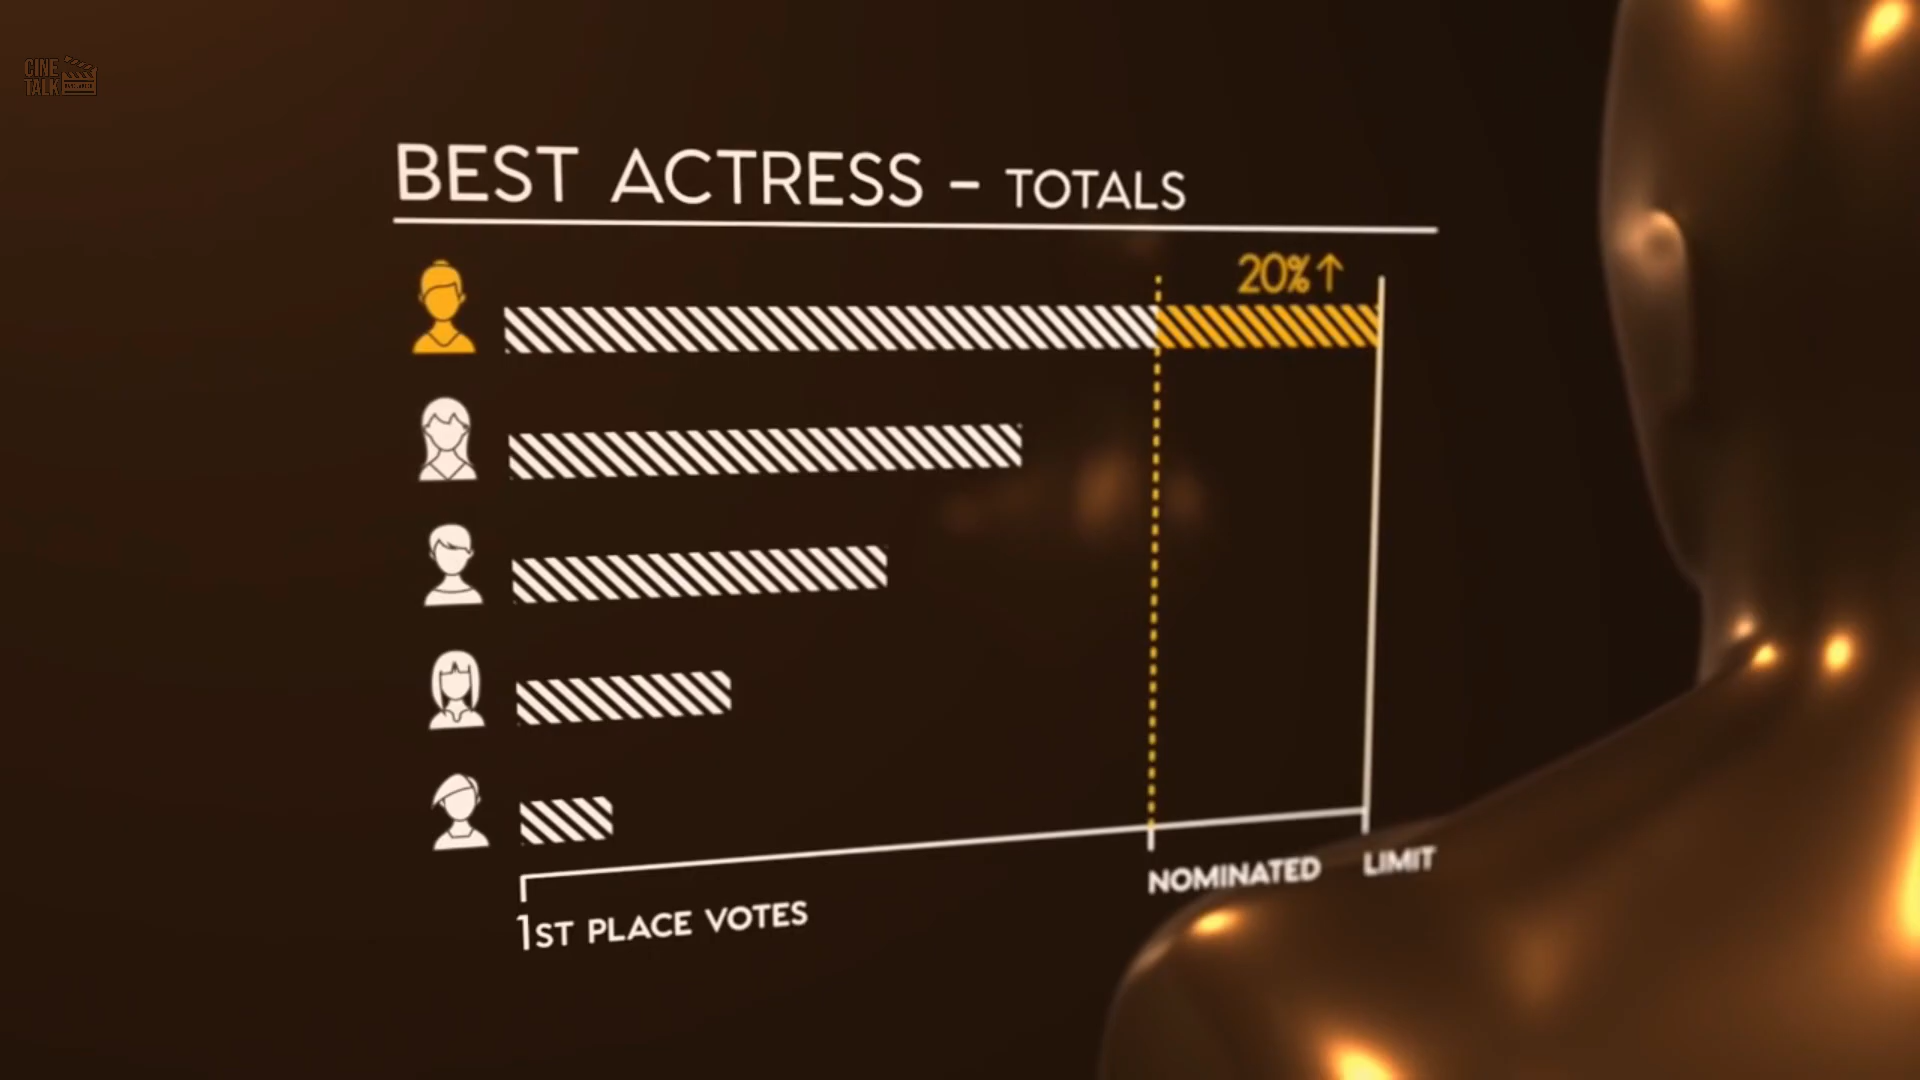 CINE
TALK
BEST ACTRESS - TOTALS
20%↑
NOMINATED
LIMIT
1ST PLACE VOTES